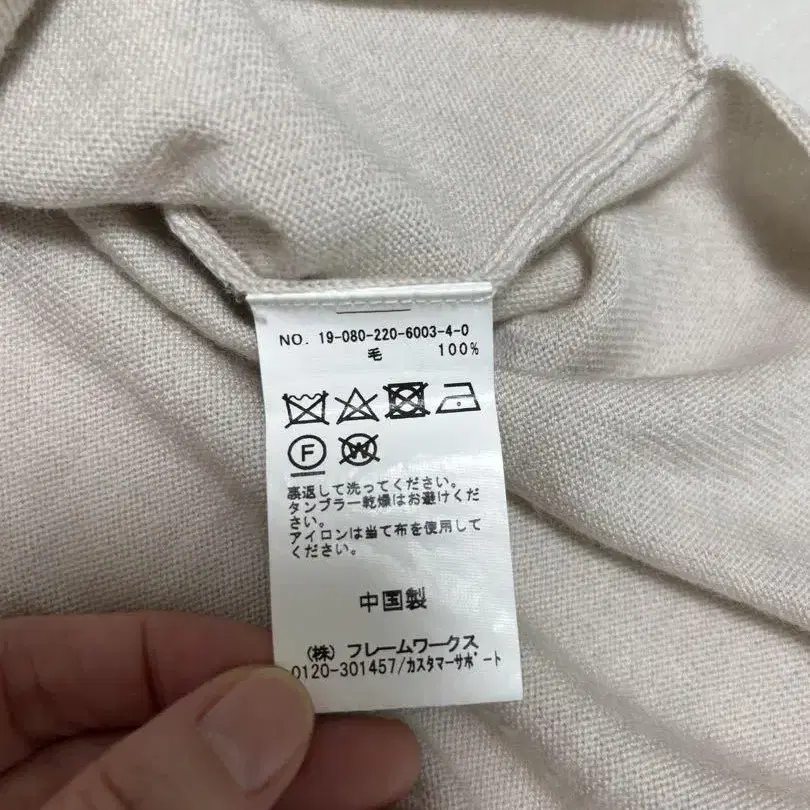 NO. 19-080-220-6003-4-0
毛 100%
F W
裏返して洗ってください。
タンブラー乾燥はお避けくだ
さい。
アイロンは当て布を使用して
ください。
中国製
(株) フレームワークス
0120-301457/カスタマーサポート